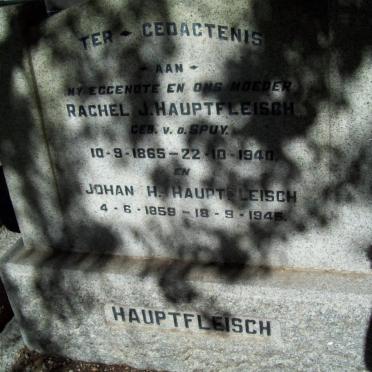 TER - GEDACTENIS
- AAN -
MY EGGENOTE EN ONS MOEDER
RACHEL J. HAUPTFLEISCH
GEB. V. D. SPUY.
10-9-1865 - 22-10-1940.
EN
JOHAN H. HAUPTFLEISCH
4-6-1859 - 18-9-1945.
HAUPTFLEISCH